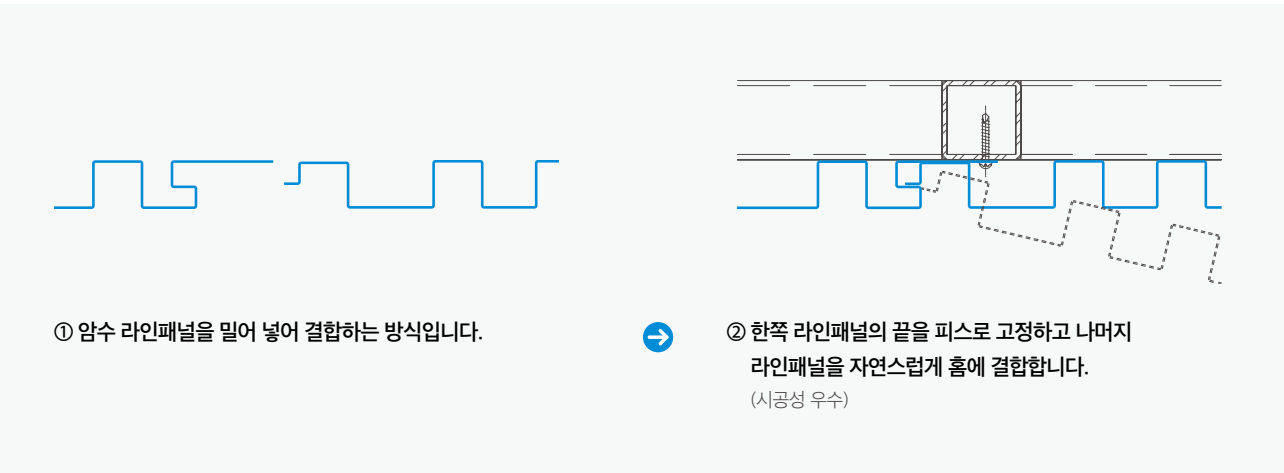 ① 암수 라인패널을 밀어 넣어 결합하는 방식입니다.
② 한쪽 라인패널의 끝을 피스로 고정하고 나머지
라인패널을 자연스럽게 홈에 결합합니다.
(시공성 우수)